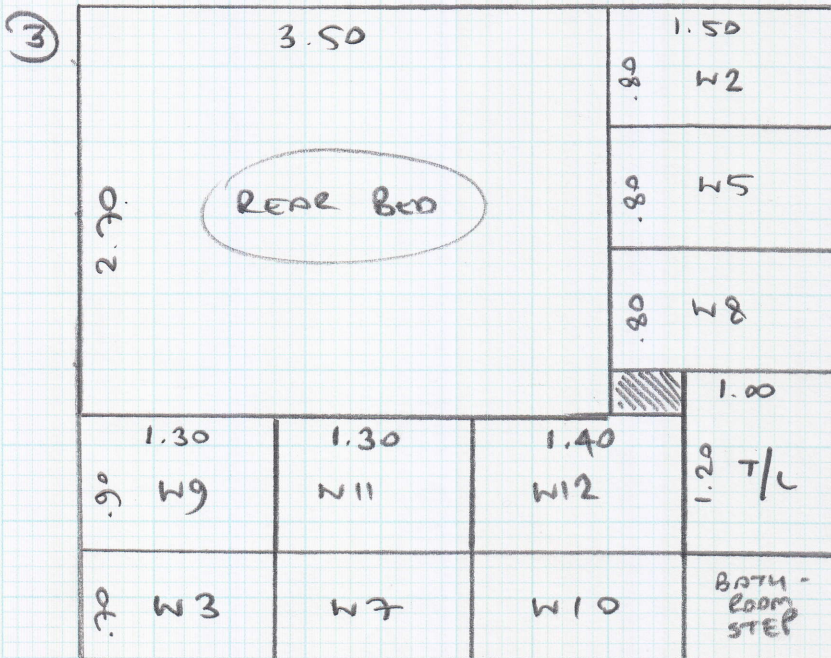 3
3.50
1.50
.80 W2
2.70
REAR BED
.80 W5
.80 W8
1.30 1.30 1.40 1.00
.90 W9 W11 W12 1.20 T/L
.70 W3 W7 W10
BATH-
ROOM
STEP